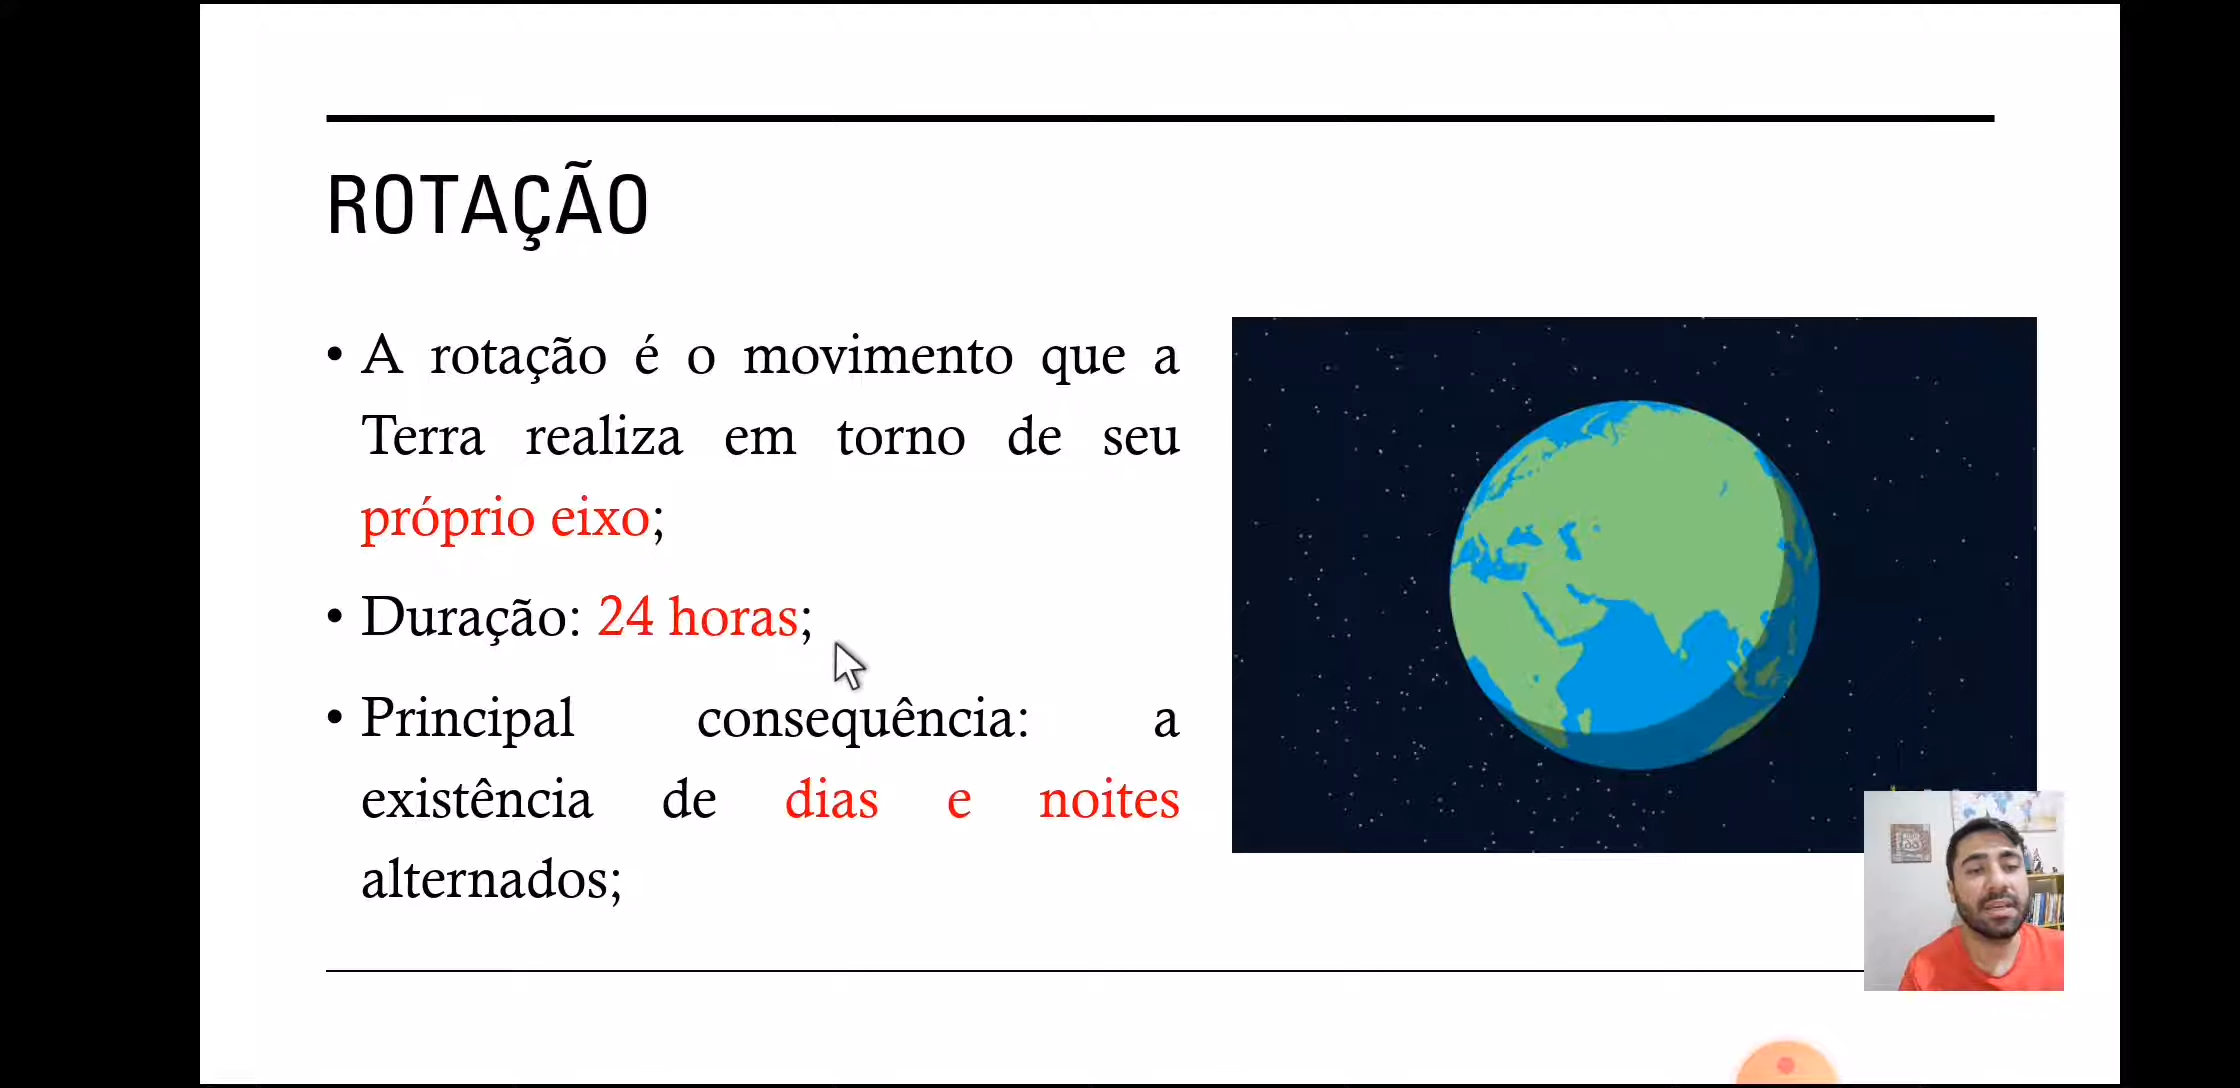 ROTAÇÃO
• A rotação é o movimento que a
Terra realiza em torno de seu
próprio eixo;
• Duração: 24 horas;
• Principal consequência: a
existência de dias e noites
alternados;